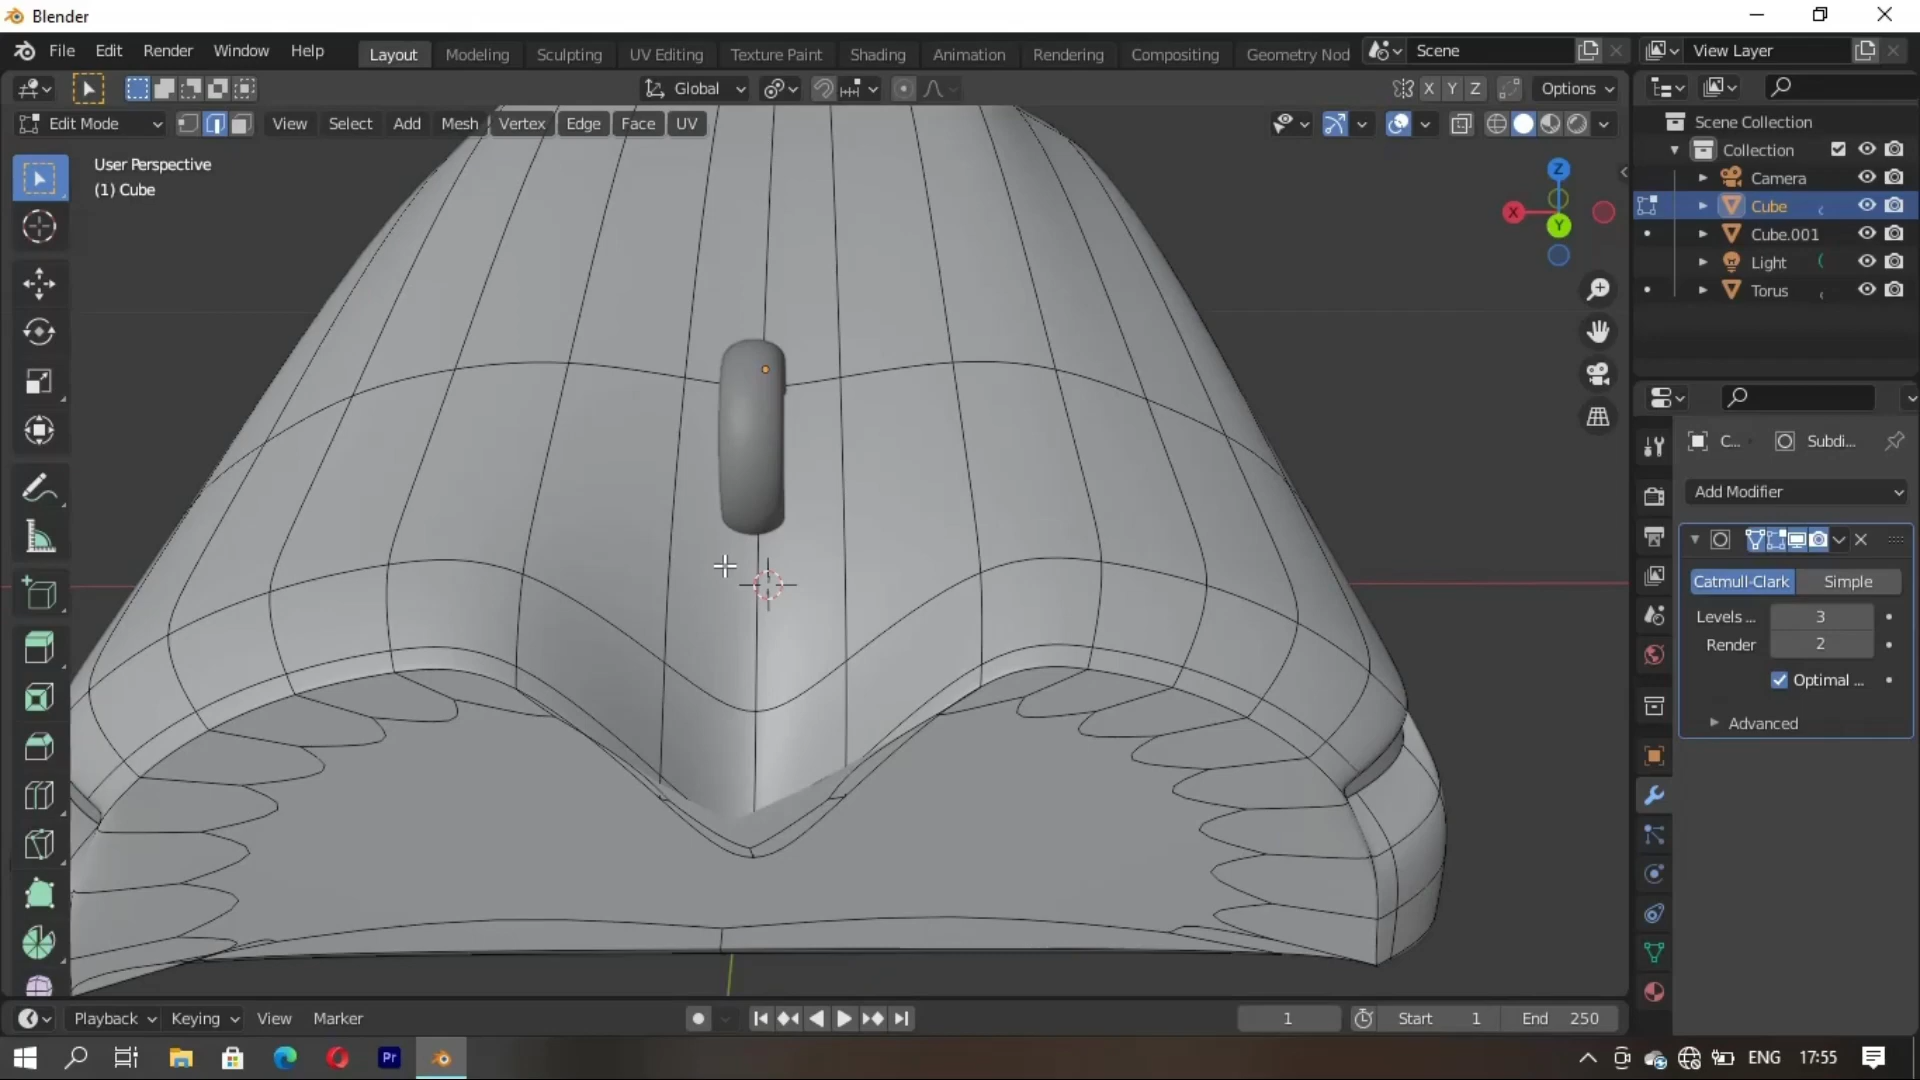 Blender
File Edit Render Window Help Layout Modeling Sculpting UV Editing Texture Paint Shading Animation Rendering Compositing Geometry Nod Scene View Layer
Global X Y Z Options
Edit Mode View Select Add Mesh Vertex Edge Face UV
User Perspective
(1) Cube
Z
X
Y
Scene Collection
Collection
Camera
Cube
Cube.001
Light
Torus
C... Subdi...
Add Modifier
Catmull-Clark Simple
Levels ... 3
Render 2
Optimal ...
Advanced
Playback Keying View Marker 1 Start 1 End 250
Pr ENG 17:55